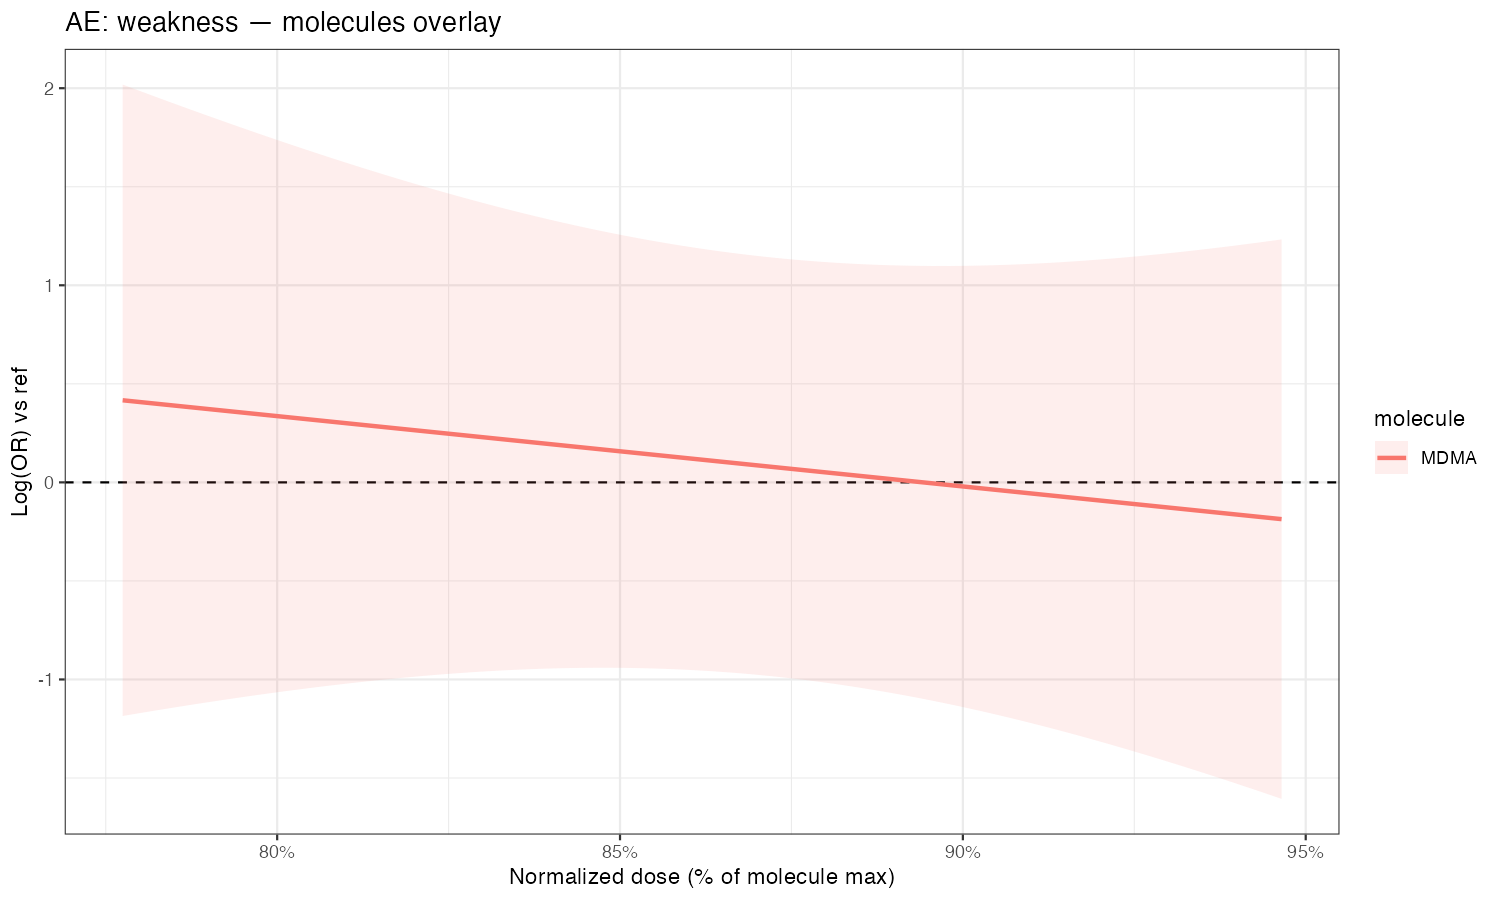 AE: weakness — molecules overlay
2
1
0
-1
Log(OR) vs ref
80%
85%
90%
95%
Normalized dose (% of molecule max)
molecule
MDMA